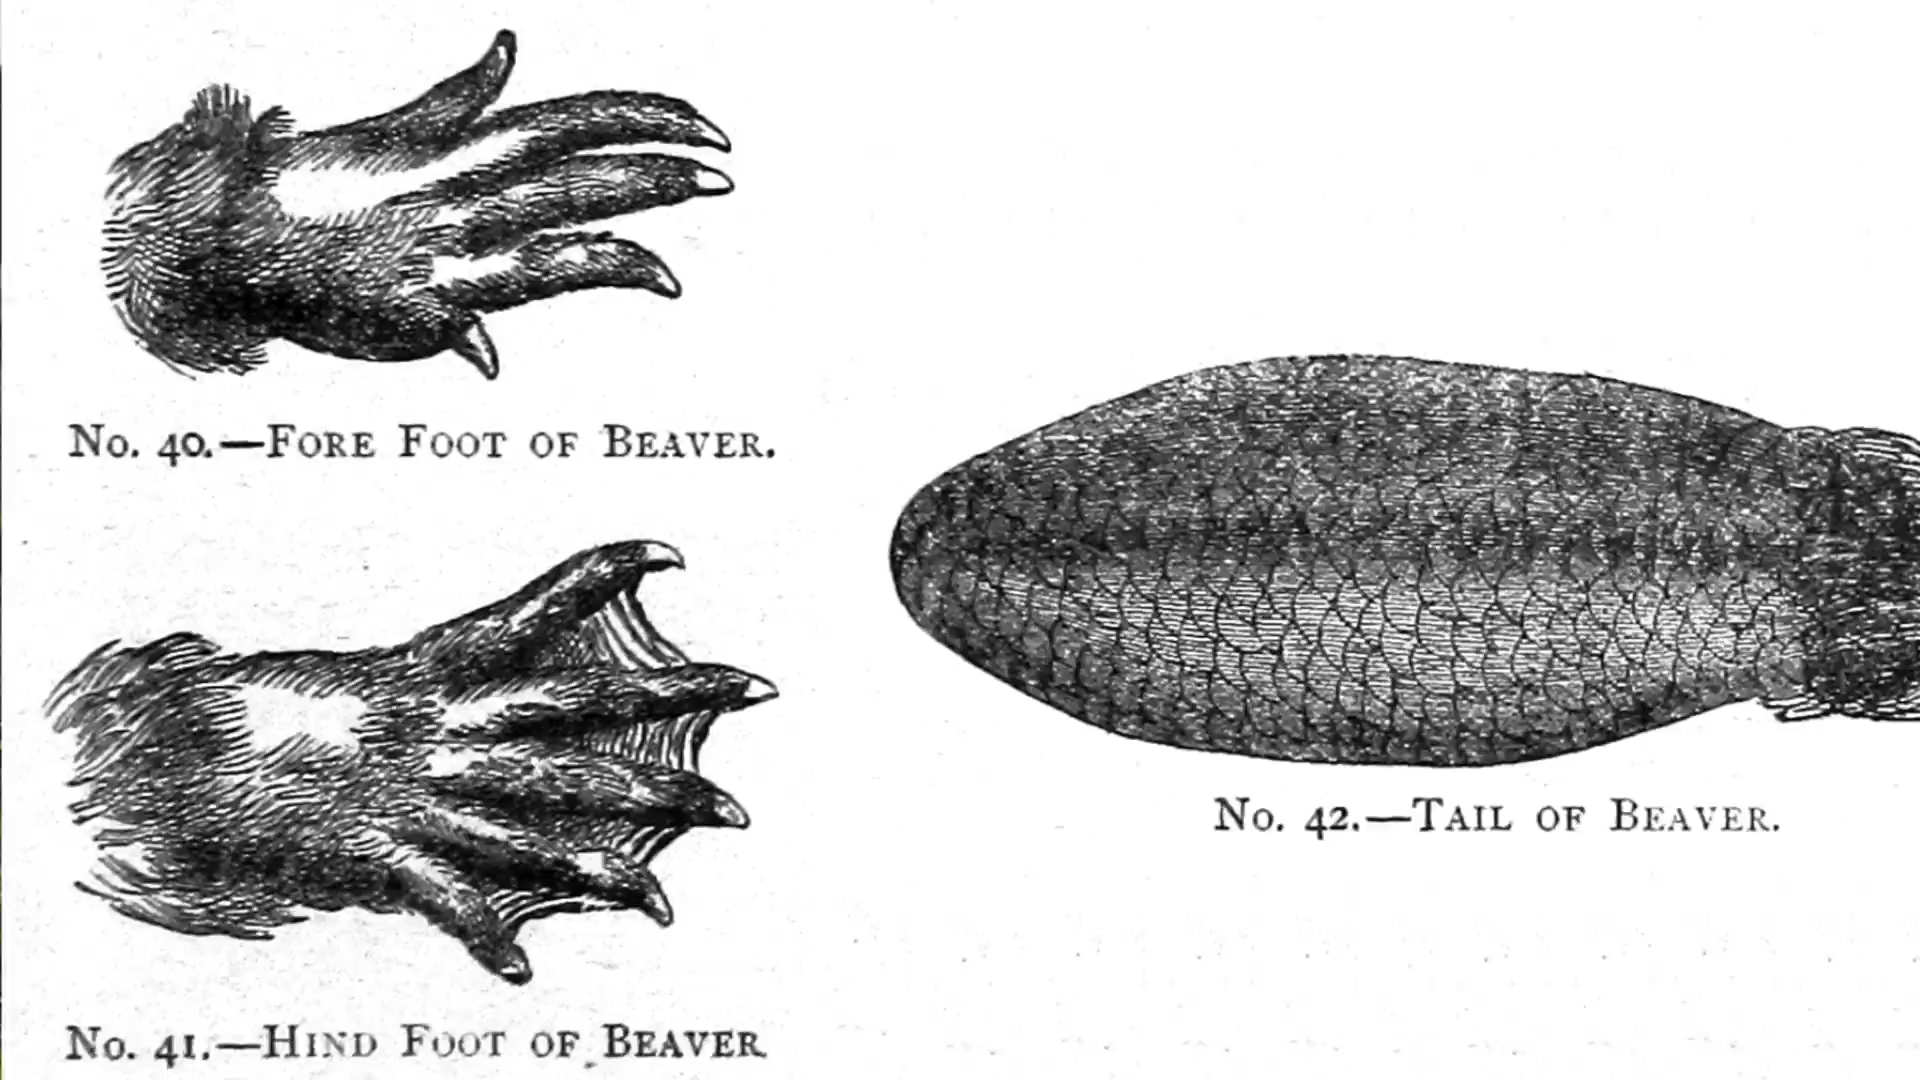 No. 40.—Fore Foot of Beaver.
No. 41.—Hind Foot of Beaver
No. 42.—Tail of Beaver.